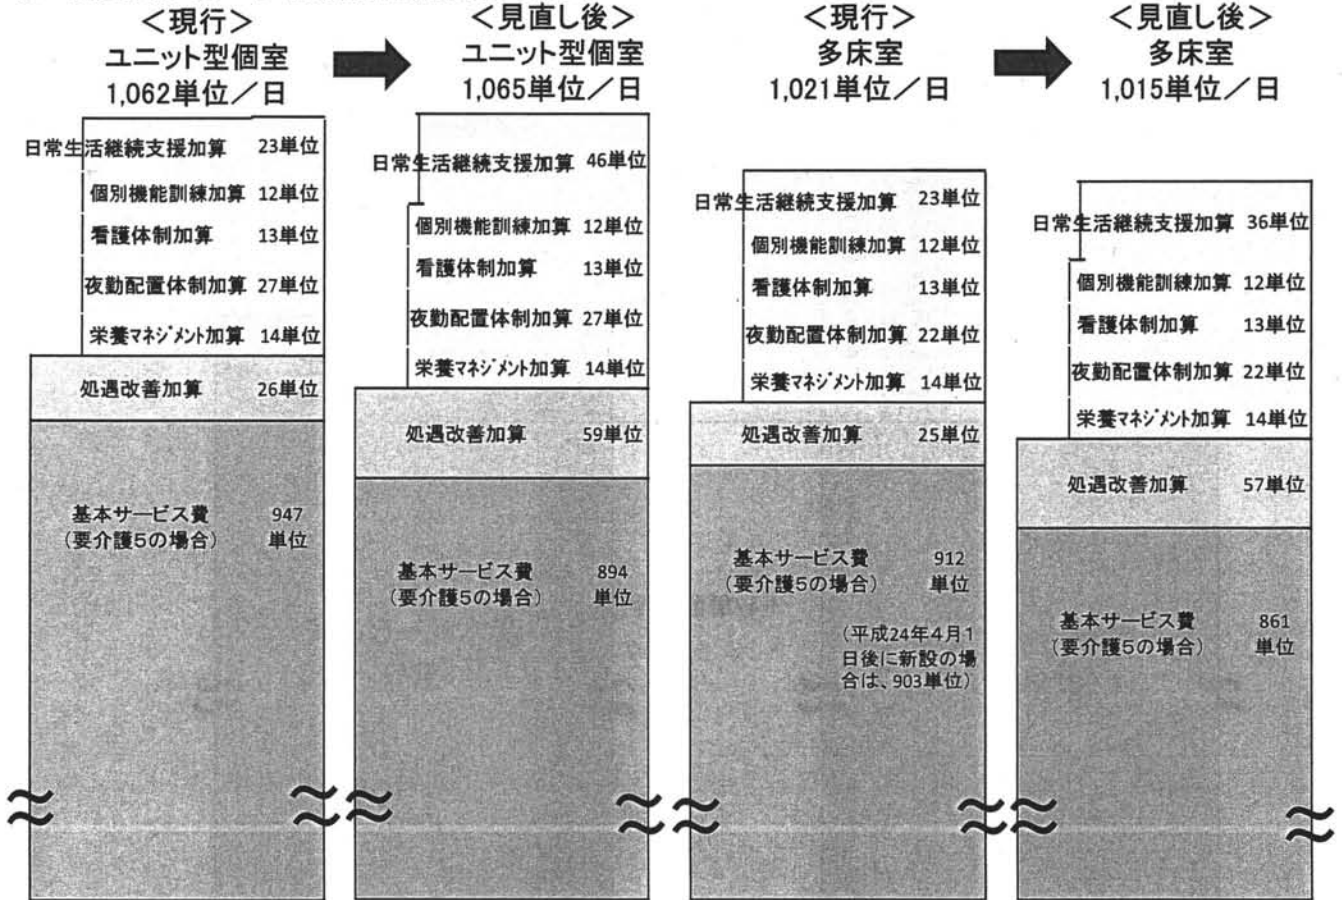 <現行>
ユニット型個室
1,062単位／日
日常生活継続支援加算 23単位
個別機能訓練加算 12単位
看護体制加算 13単位
夜勤配置体制加算 27単位
栄養マネジメント加算 14単位
処遇改善加算 26単位
基本サービス費 947
(要介護5の場合) 単位
<見直し後>
ユニット型個室
1,065単位／日
日常生活継続支援加算 46単位
個別機能訓練加算 12単位
看護体制加算 13単位
夜勤配置体制加算 27単位
栄養マネジメント加算 14単位
処遇改善加算 59単位
基本サービス費 894
(要介護5の場合) 単位
<現行>
多床室
1,021単位／日
日常生活継続支援加算 23単位
個別機能訓練加算 12単位
看護体制加算 13単位
夜勤配置体制加算 22単位
栄養マネジメント加算 14単位
処遇改善加算 25単位
基本サービス費 912
(要介護5の場合) 単位
(平成24年4月1
日後に新設の場
合は、903単位)
<見直し後>
多床室
1,015単位／日
日常生活継続支援加算 36単位
個別機能訓練加算 12単位
看護体制加算 13単位
夜勤配置体制加算 22単位
栄養マネジメント加算 14単位
処遇改善加算 57単位
基本サービス費 861
(要介護5の場合) 単位